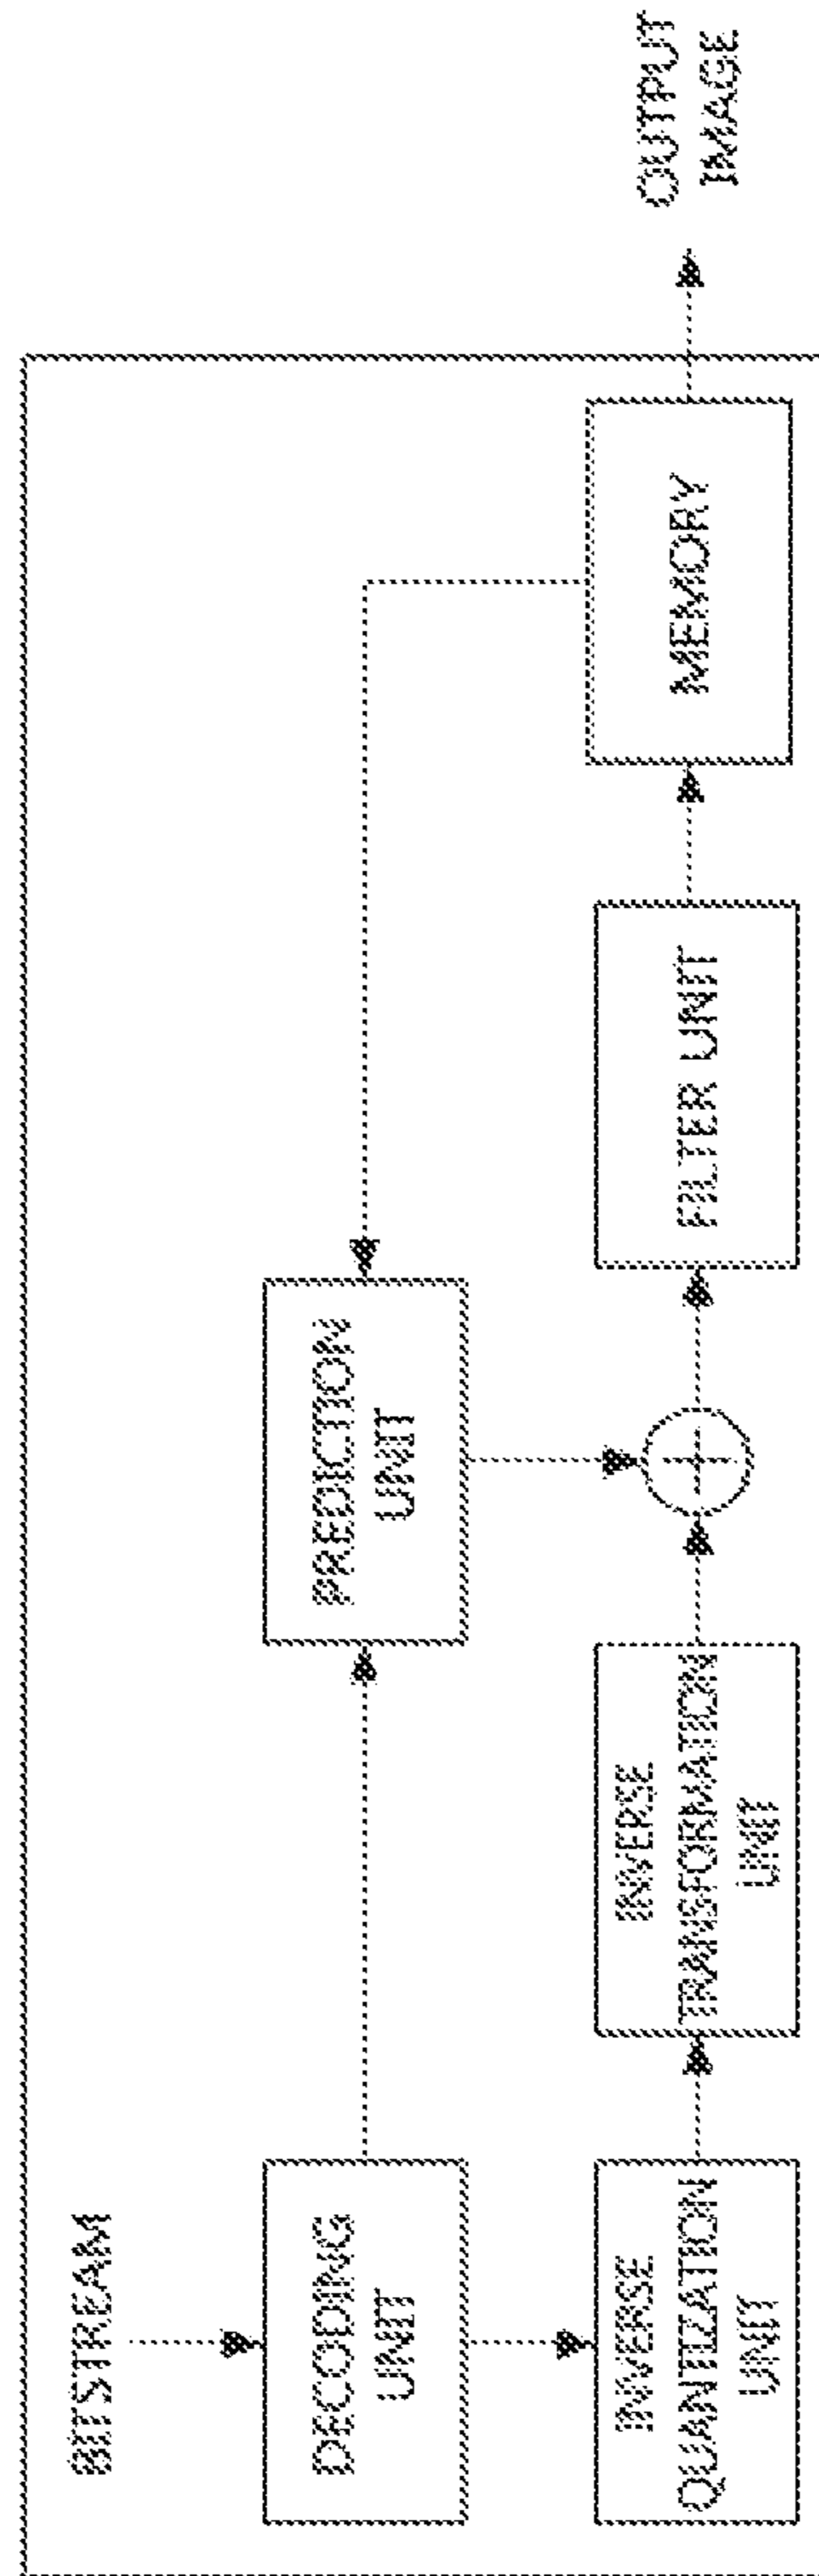 BITSTREAM
DECODING
UNIT
PREDICTION
UNIT
INVERSE
QUANTIZATION
UNIT
INVERSE
TRANSFORMATION
UNIT
FILTER UNIT
MEMORY
OUTPUT
IMAGE